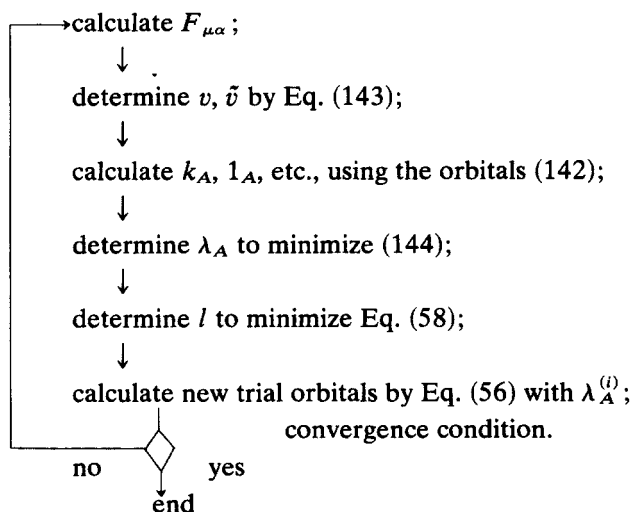 calculate F_{μα};
determine v, ṽ by Eq. (143);
calculate k_A, 1_A, etc., using the orbitals (142);
determine λ_A to minimize (144);
determine l to minimize Eq. (58);
calculate new trial orbitals by Eq. (56) with λ_A^{(i)};
convergence condition.
no yes
end